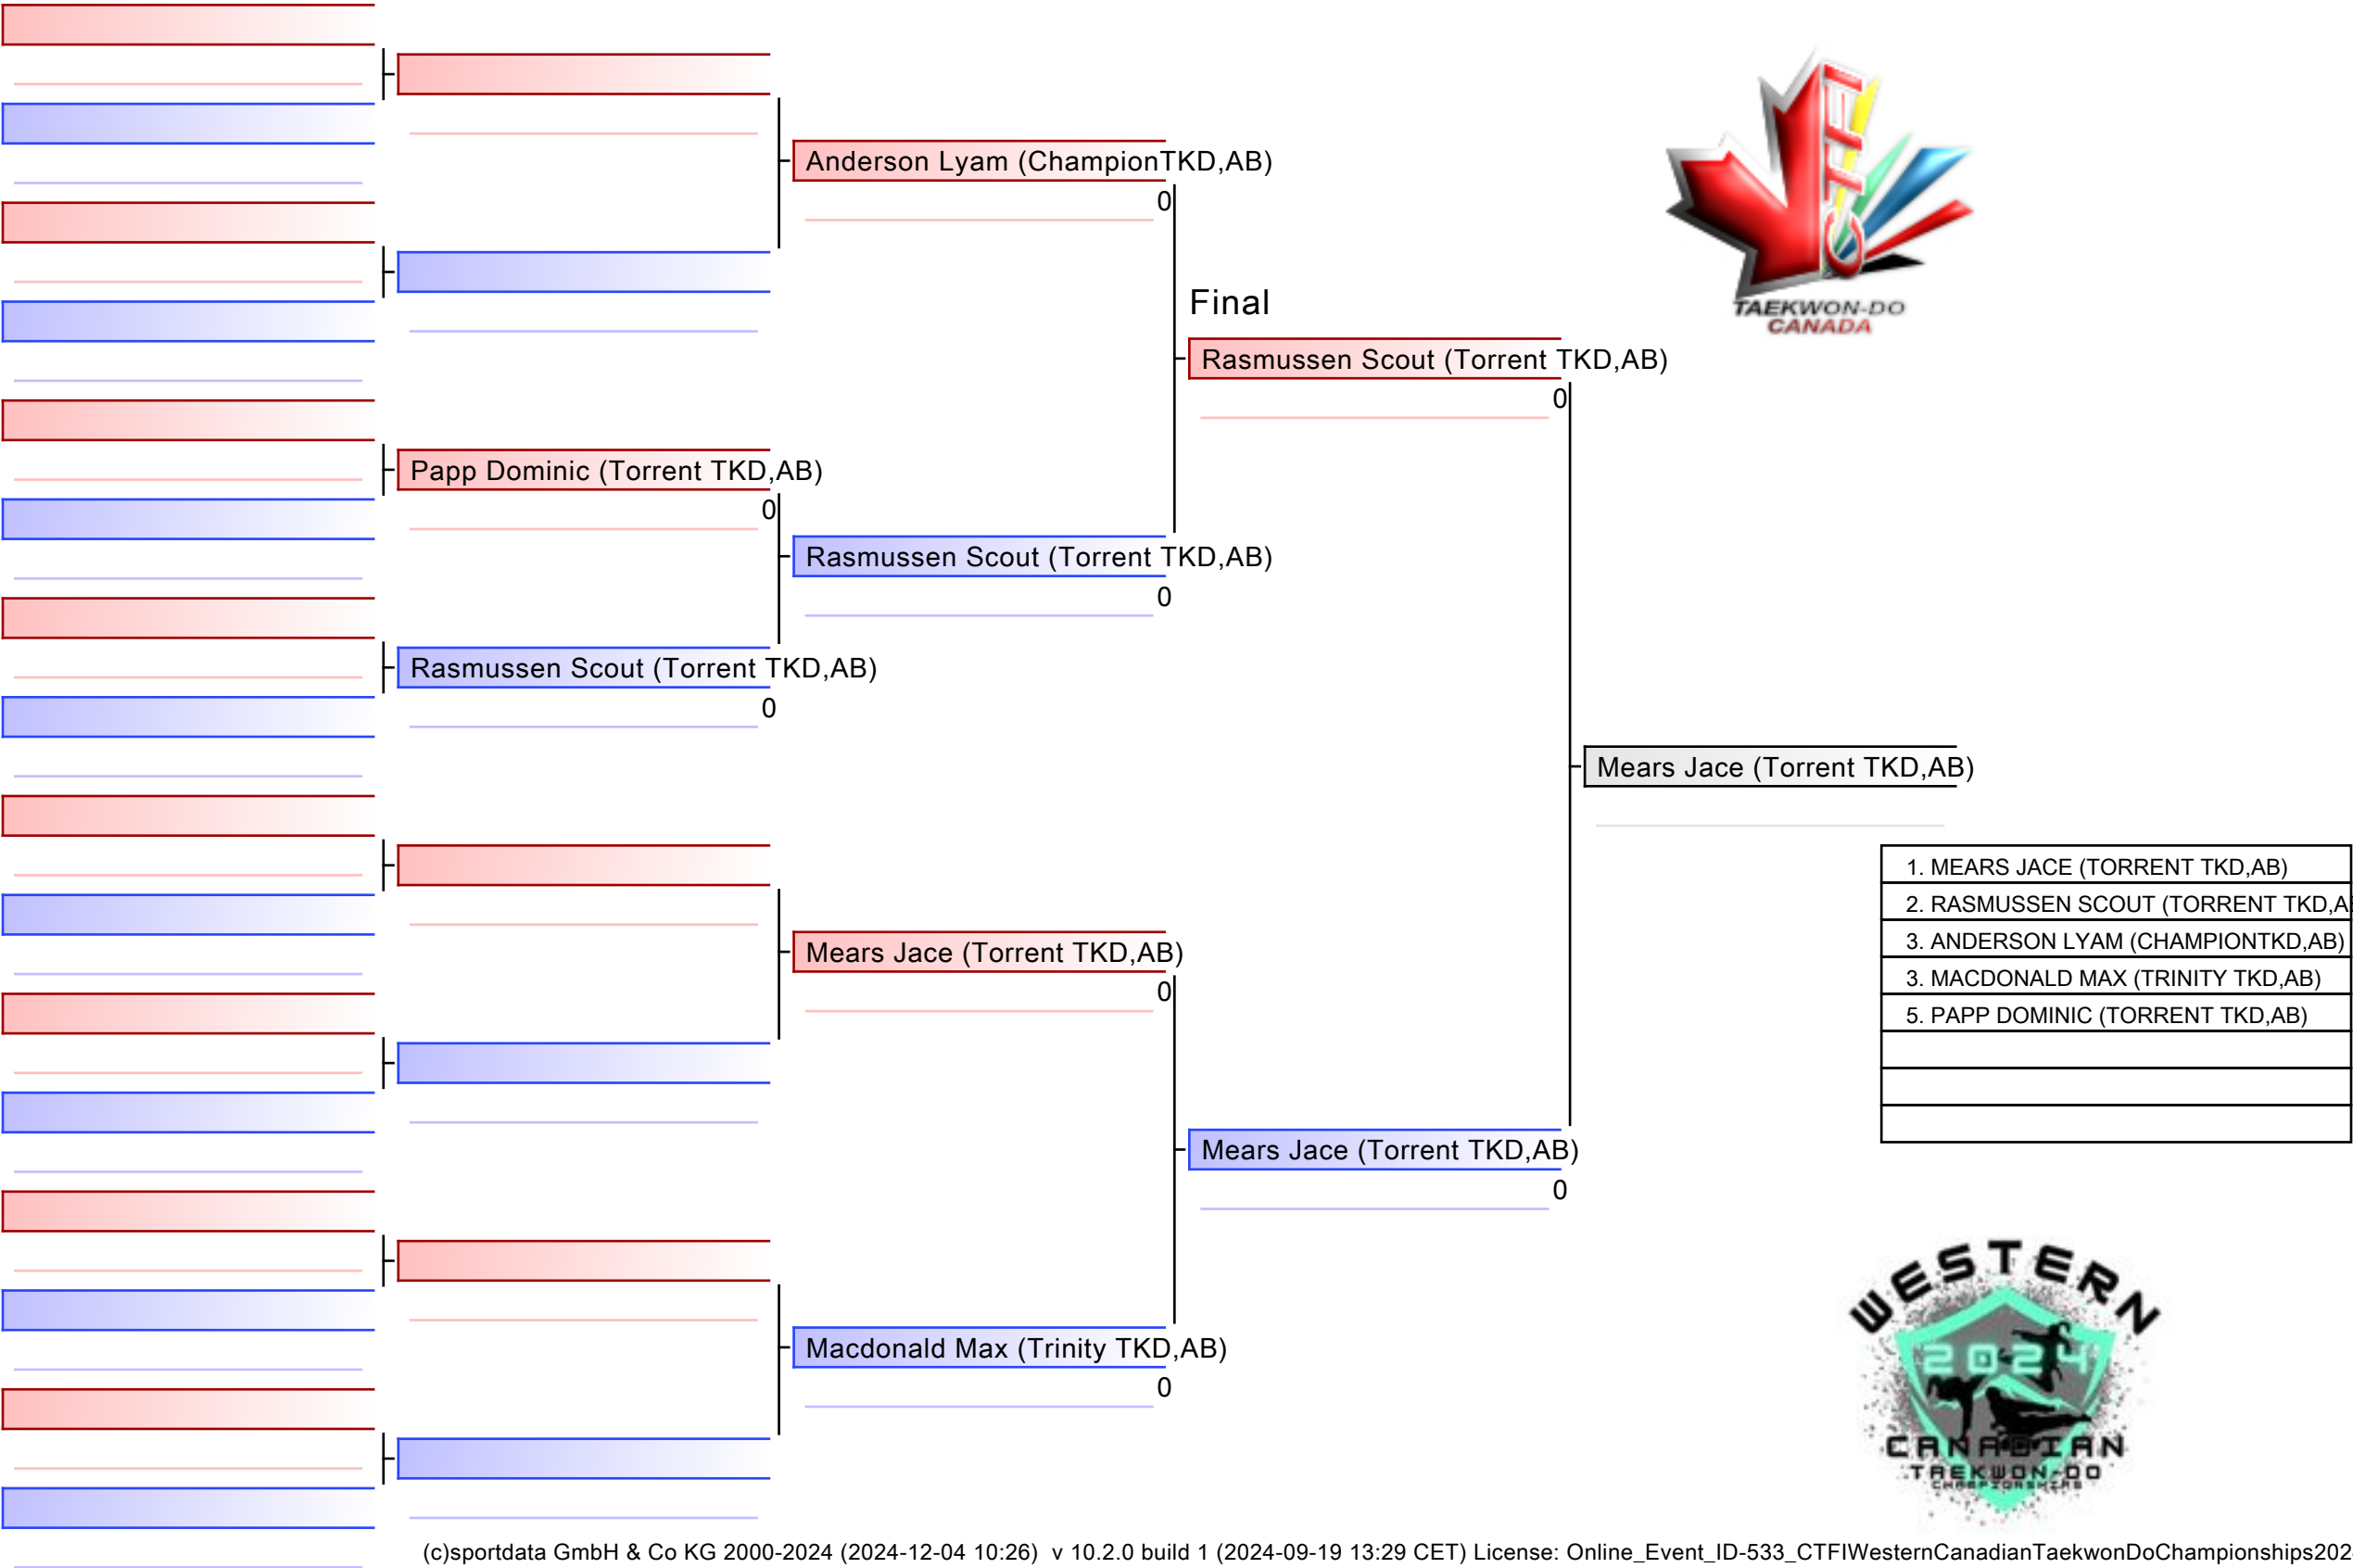 Anderson Lyam (ChampionTKD,AB)
0
Final
Rasmussen Scout (Torrent TKD,AB)
0
Papp Dominic (Torrent TKD,AB)
0
Rasmussen Scout (Torrent TKD,AB)
0
Rasmussen Scout (Torrent TKD,AB)
0
Mears Jace (Torrent TKD,AB)
Mears Jace (Torrent TKD,AB)
0
Mears Jace (Torrent TKD,AB)
0
Macdonald Max (Trinity TKD,AB)
0
1. MEARS JACE (TORRENT TKD,AB)
2. RASMUSSEN SCOUT (TORRENT TKD,A
3. ANDERSON LYAM (CHAMPIONTKD,AB)
3. MACDONALD MAX (TRINITY TKD,AB)
5. PAPP DOMINIC (TORRENT TKD,AB)
CTFI
TAEKWON-DO
CANADA
WESTERN
2024
CANADIAN
TAEKWON-DO
CHAMPIONSHIPS
(c)sportdata GmbH & Co KG 2000-2024 (2024-12-04 10:26) v 10.2.0 build 1 (2024-09-19 13:29 CET) License: Online_Event_ID-533_CTFIWesternCanadianTaekwonDoChampionships202